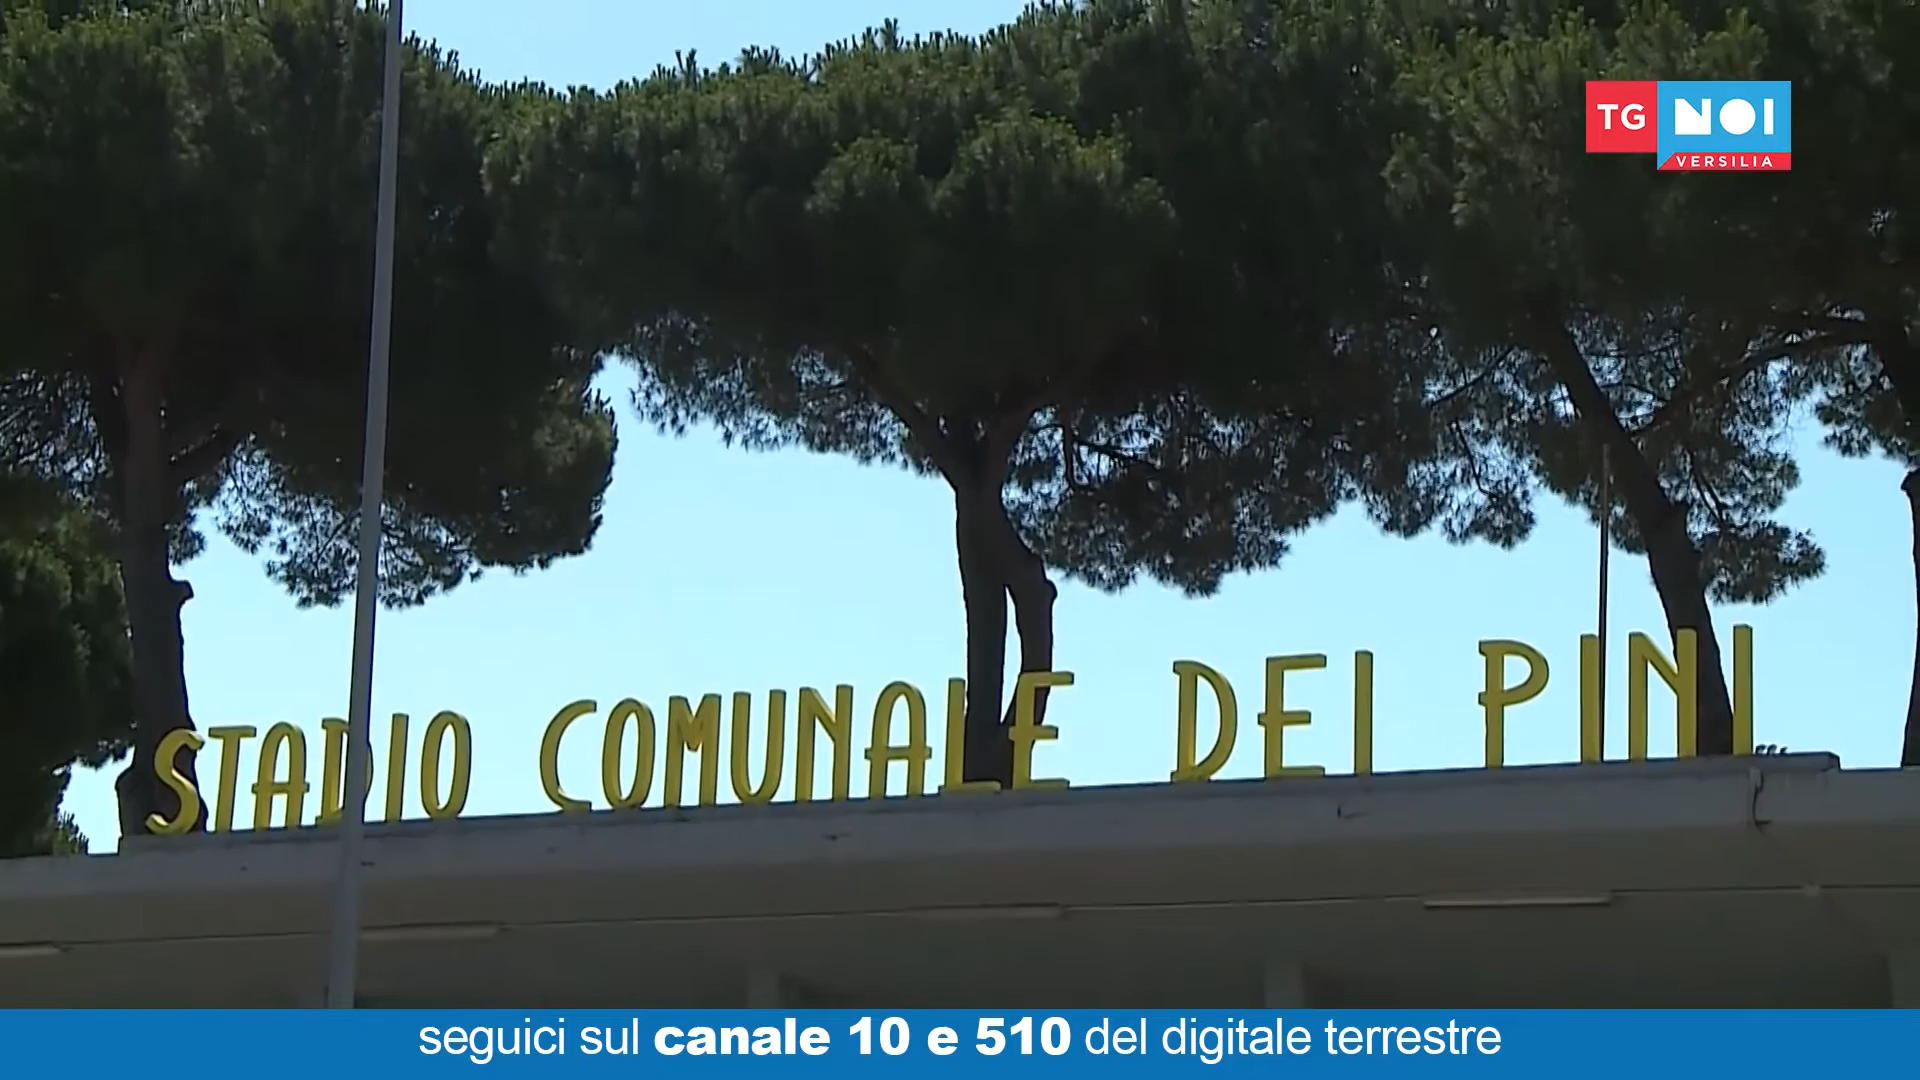 TG NOI
VERSILIA
STADIO COMUNALE DEI PINI
seguici sul canale 10 e 510 del digitale terrestre